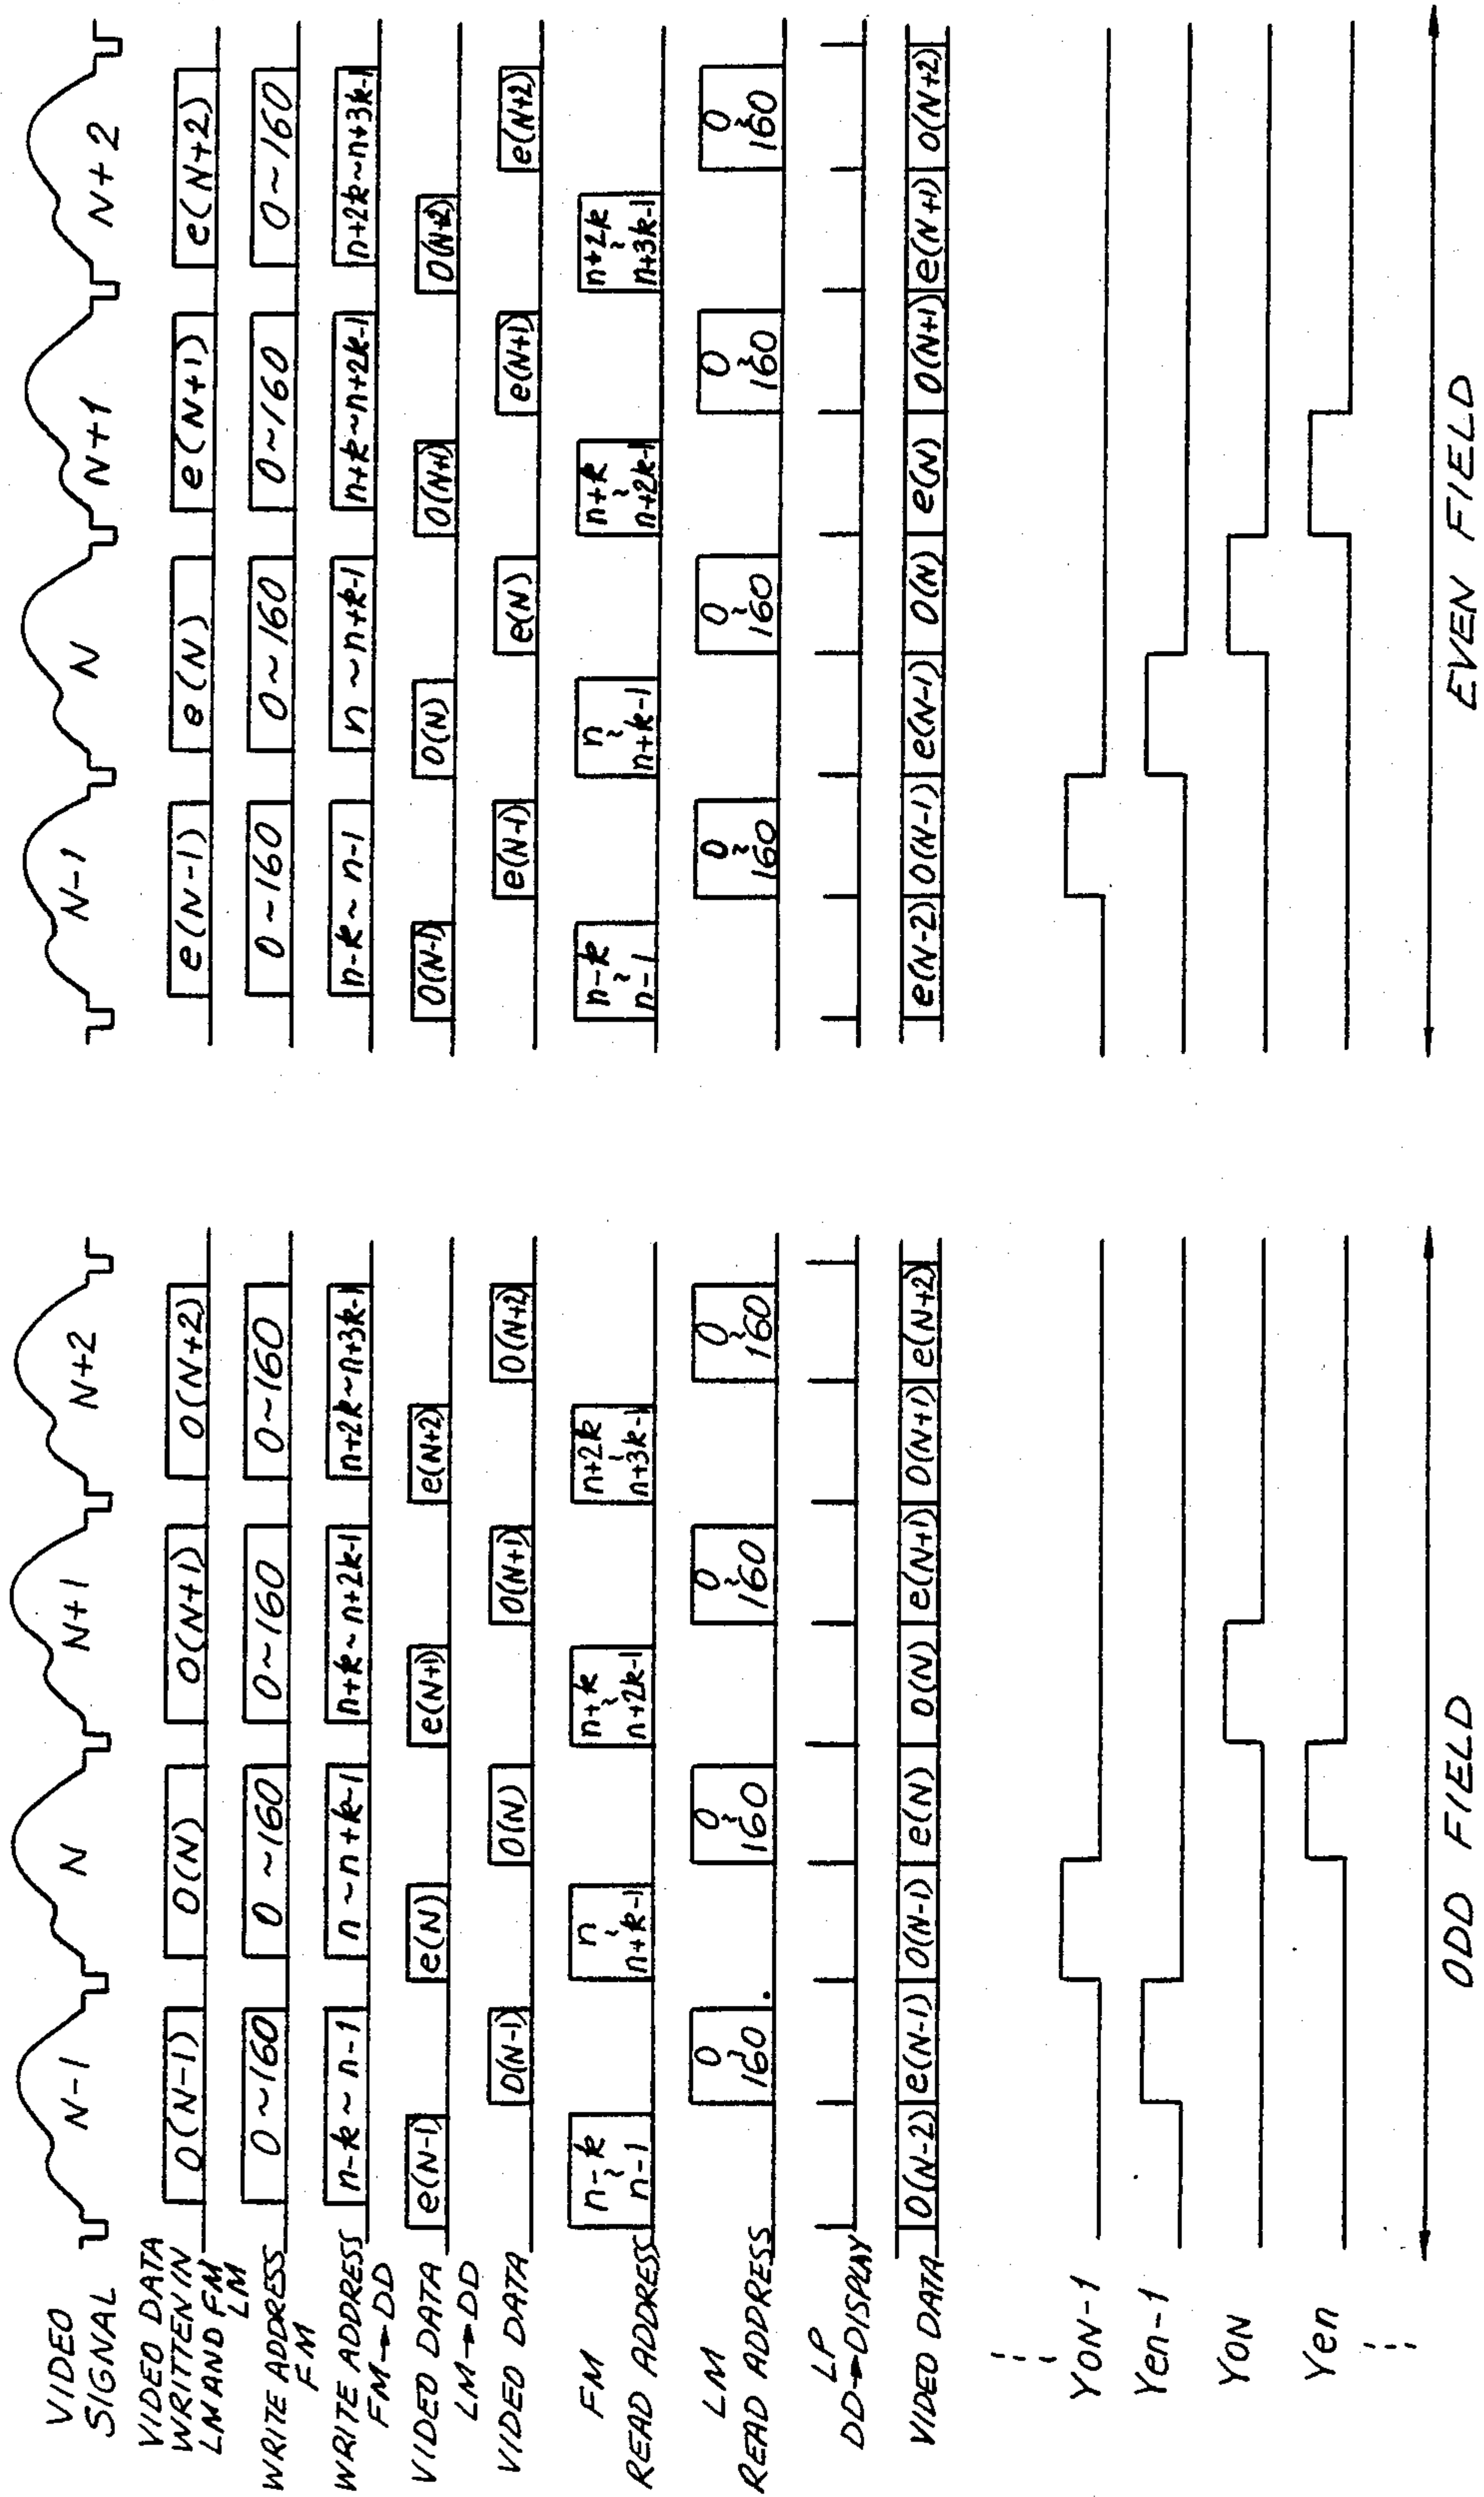 VIDEO
SIGNAL
N-1
N
N+1
N+2
N-1
N
N+1
N+2
VIDEO DATA
WRITTEN IN
LM AND FM
O(N-1)
O(N)
O(N+1)
O(N+2)
e(N-1)
e(N)
e(N+1)
e(N+2)
LM
WRITE ADDRESS
0~160
0~160
0~160
0~160
0~160
0~160
0~160
0~160
FM
WRITE ADDRESS
n-k~n-1
n~n+k-1
n+k~n+2k-1
n+2k~n+3k-1
n-k~n-1
n~n+k-1
n+k~n+2k-1
n+2k~n+3k-1
FM→DD
VIDEO DATA
e(N-1)
e(N)
e(N+1)
e(N+2)
O(N-1)
O(N)
O(N+1)
O(N+2)
LM→DD
VIDEO DATA
O(N-1)
O(N)
O(N+1)
O(N+2)
e(N-1)
e(N)
e(N+1)
e(N+2)
FM
READ ADDRESS
n-k
~
n-1
n
~
n+k-1
n+k
~
n+2k-1
n+2k
~
n+3k-1
n-k
~
n-1
n
~
n+k-1
n+k
~
n+2k-1
n+2k
~
n+3k-1
LM
READ ADDRESS
0
~
160
0
~
160
0
~
160
0
~
160
0
~
160
0
~
160
0
~
160
0
~
160
LP
DD→DISPLAY
VIDEO DATA
O(N-2)
e(N-1)
O(N-1)
e(N)
O(N)
e(N+1)
O(N+1)
e(N+2)
e(N-2)
O(N-1)
e(N-1)
O(N)
e(N)
O(N+1)
e(N+1)
O(N+2)
YON-1
Yen-1
YON
Yen
ODD FIELD
EVEN FIELD